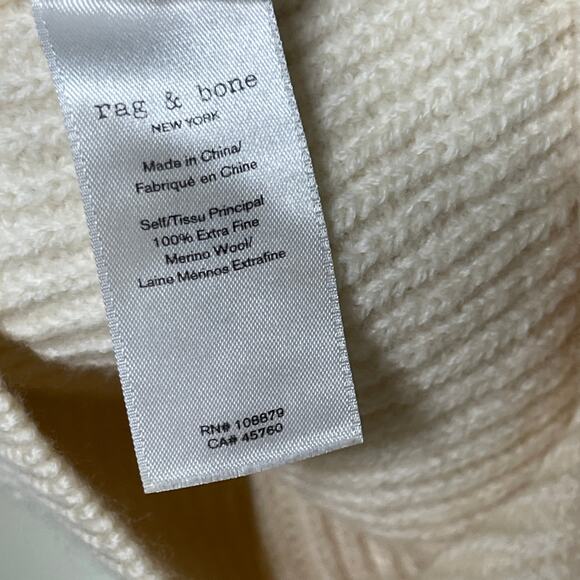 rag & bone
NEW YORK
Made in China/
Fabriqué en Chine
Self/Tissu Principal
100% Extra Fine
Merino Wool/
Laine Mérinos Extrafine
RN# 108879
CA# 45760